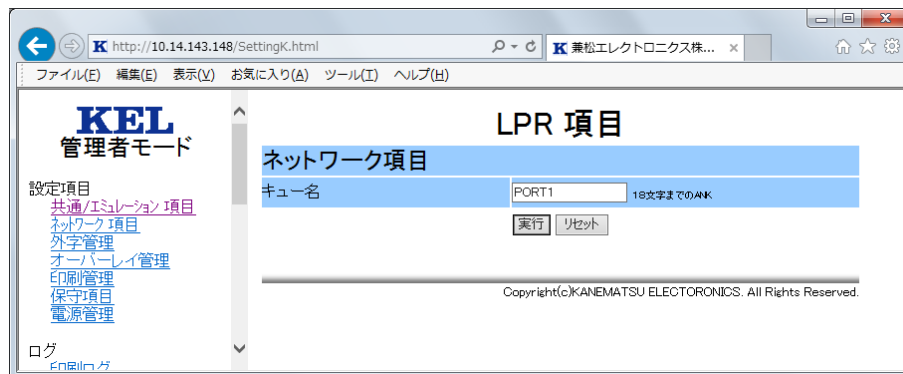 http://10.14.143.148/SettingK.html
兼松エレクトロニクス株...
ファイル(F) 編集(E) 表示(V) お気に入り(A) ツール(T) ヘルプ(H)
KEL
管理者モード
設定項目
共通/エミュレーション項目
ネットワーク項目
外字管理
オーバーレイ管理
印刷管理
保守項目
電源管理
ログ
印刷ログ
LPR 項目
ネットワーク項目
キュー名 PORT1 18文字までのANK
実行 リセット
Copyright(c)KANEMATSU ELECTORONICS. All Rights Reserved.